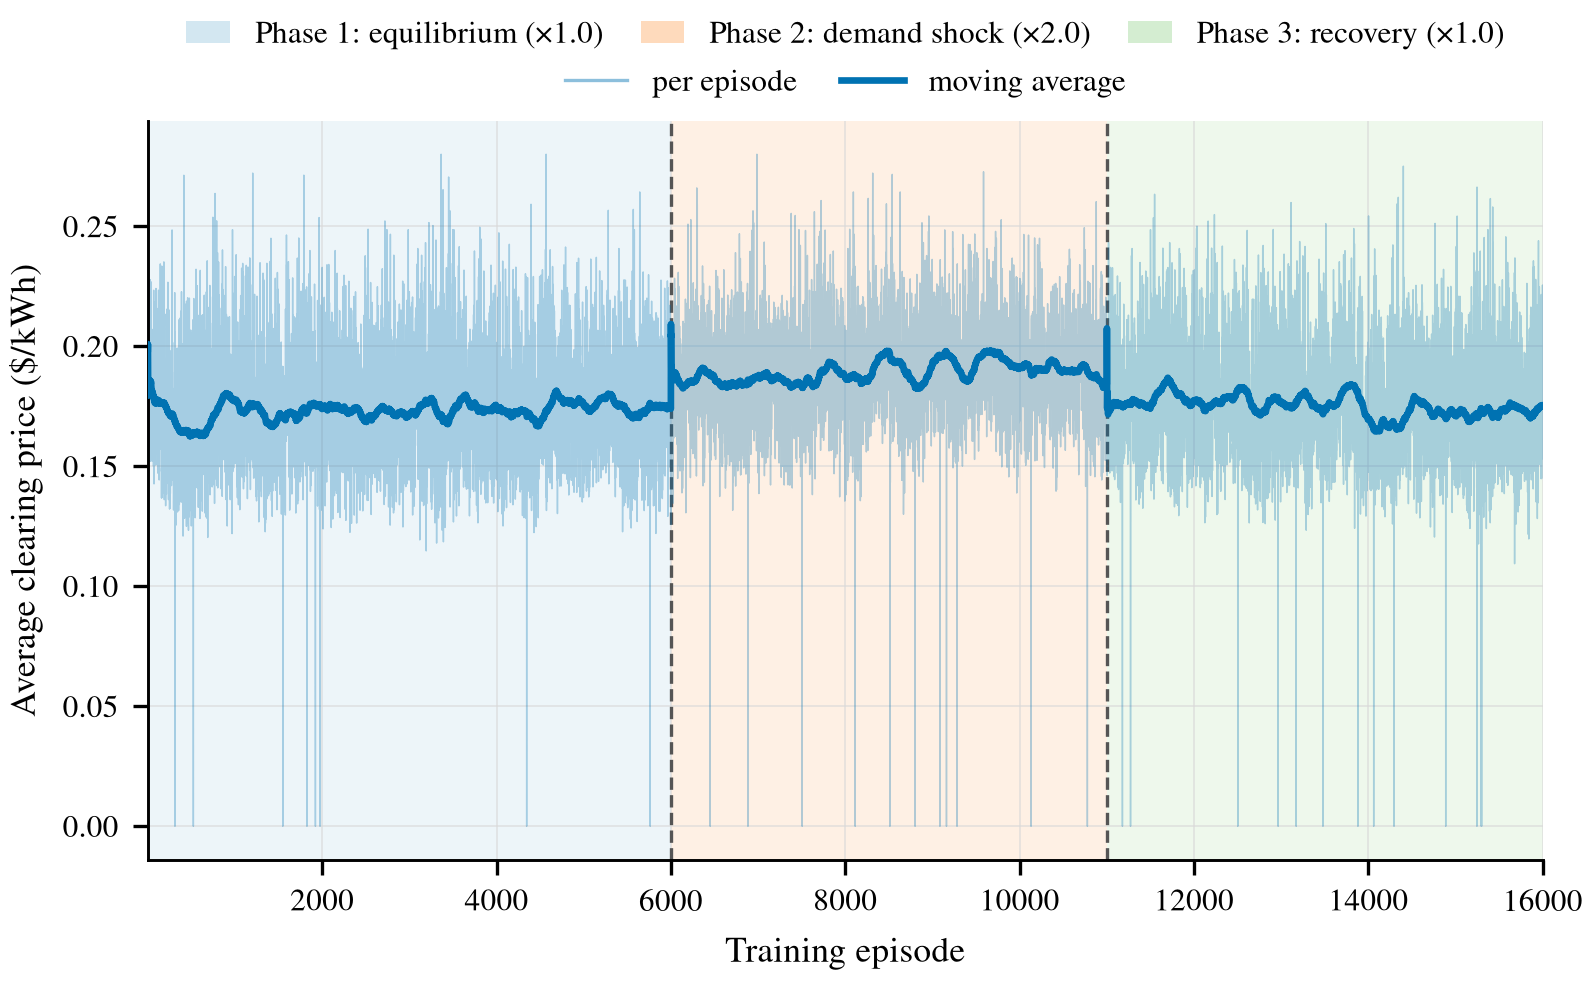 Phase 1: equilibrium (×1.0) Phase 2: demand shock (×2.0) Phase 3: recovery (×1.0)
per episode moving average
Average clearing price ($/kWh)
0.25
0.20
0.15
0.10
0.05
0.00
2000 4000 6000 8000 10000 12000 14000 16000
Training episode